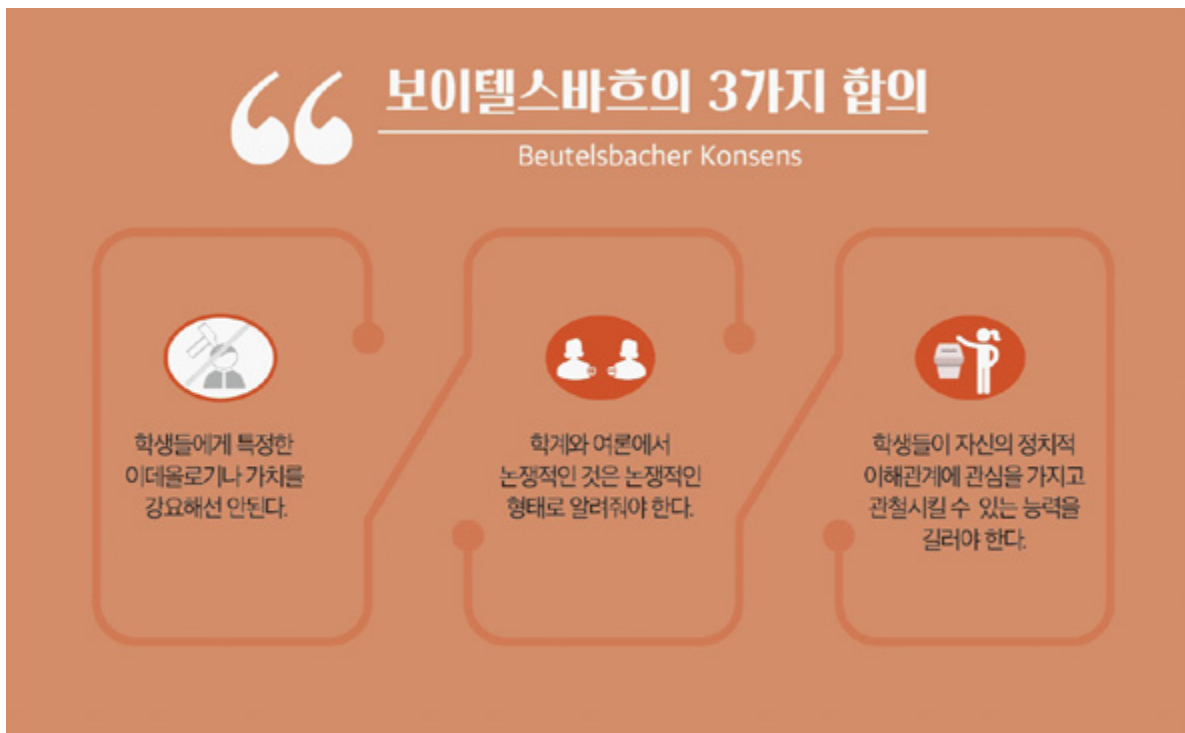 보이텔스바흐의 3가지 합의
Beutelsbacher Konsens
학생들에게 특정한
이데올로기나 가치를
강요해선 안된다.
학계와 여론에서
논쟁적인 것은 논쟁적인
형태로 알려줘야 한다.
학생들이 자신의 정치적
이해관계에 관심을 가지고
관철시킬 수 있는 능력을
길러야 한다.